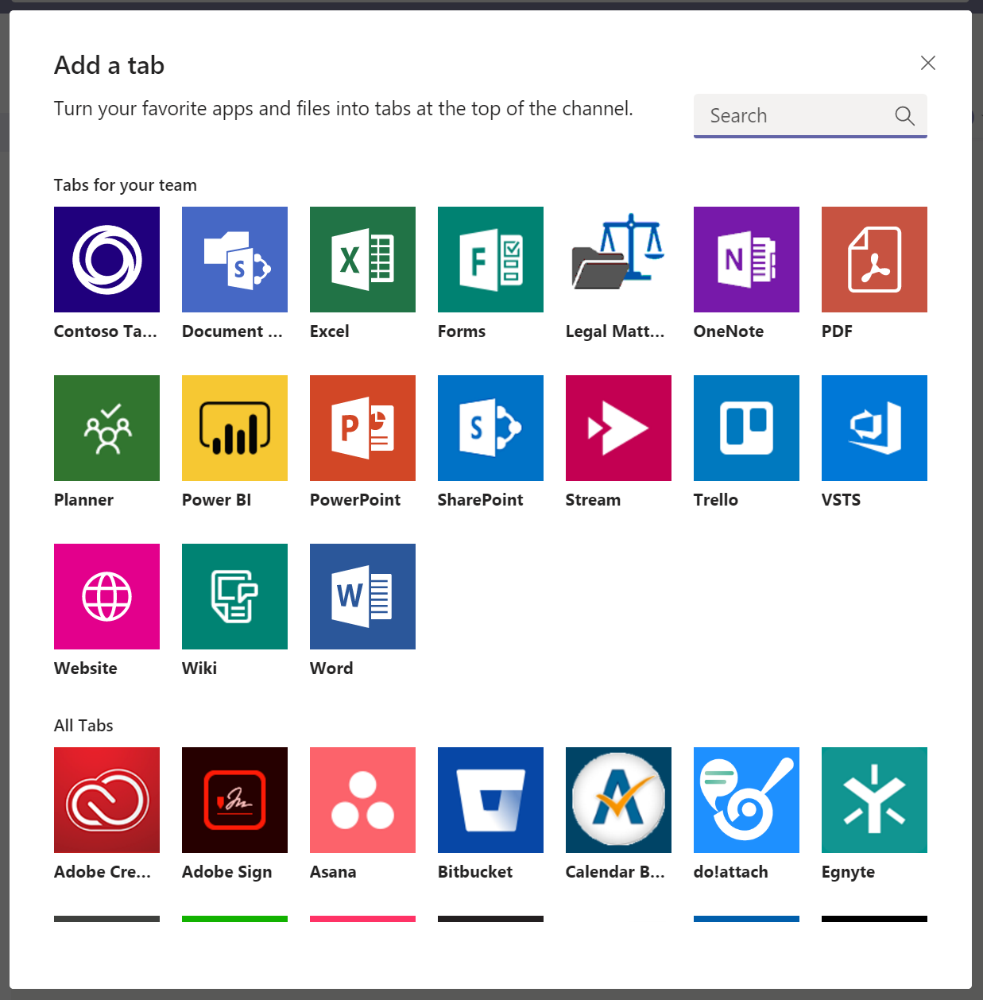 Add a tab
Turn your favorite apps and files into tabs at the top of the channel.
Search
Tabs for your team
Contoso Ta...
Document ...
Excel
Forms
Legal Matt...
OneNote
PDF
Planner
Power BI
PowerPoint
SharePoint
Stream
Trello
VSTS
Website
Wiki
Word
All Tabs
Adobe Cre...
Adobe Sign
Asana
Bitbucket
Calendar B...
do!attach
Egnyte